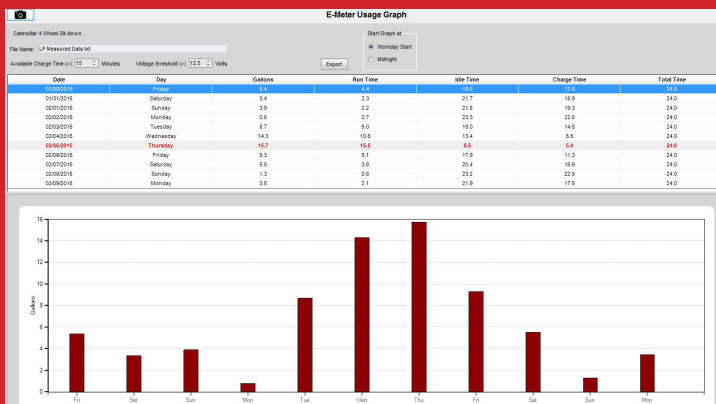 E-Meter Usage Graph
Caterpillar 4 Wheel Sit-down
Start Graph at
File Name: LP Measured Data.txt
Workday Start
Midnight
Available Charge Time (>): 15 Minutes Voltage threshold (>) 12.5 Volts Export
Date Day Gallons Run Time Idle Time Charge Time Total Time
01/30/2015 Friday 5.4 4.4 19.6 12.8 24.0
01/31/2015 Saturday 3.4 2.3 21.7 18.9 24.0
02/01/2015 Sunday 3.9 2.2 21.8 19.3 24.0
02/02/2015 Monday 0.8 0.7 23.3 22.8 24.0
02/03/2015 Tuesday 8.7 5.0 19.0 14.5 24.0
02/04/2015 Wednesday 14.3 10.6 13.4 24.0
02/05/2015 Thursday 15.7 15.5 8.5 5.4 24.0
02/06/2015 Friday 9.3 6.1 17.9 11.3 24.0
02/07/2015 Saturday 5.5 3.6 20.4 16.9 24.0
02/08/2015 Sunday 1.3 0.8 23.2 22.8 24.0
02/09/2015 Monday 3.5 2.1 21.9 17.6 24.0
16
14
12
10
8
6
4
2
0
Gallons
Fri Sat Sun Mon Tue Wed Thu Fri Sat Sun Mon